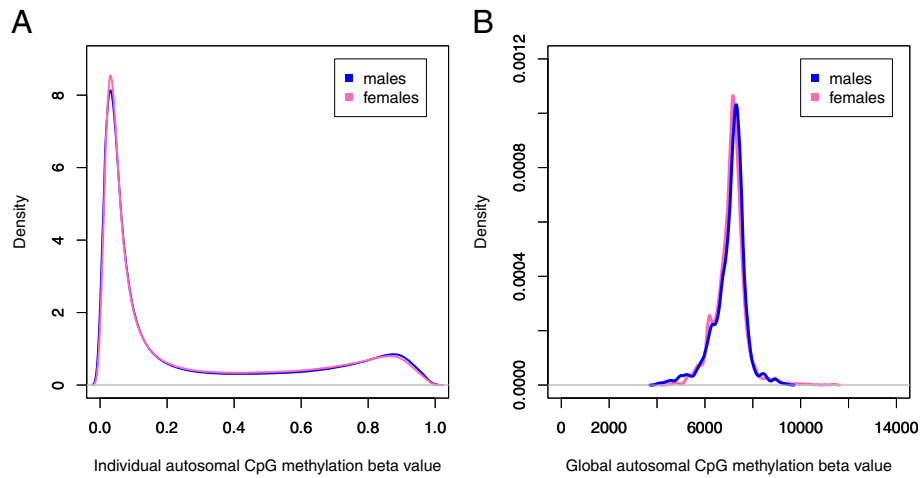 A
B
males
females
males
females
Density
0
2
4
6
8
0.0
0.2
0.4
0.6
0.8
1.0
Individual autosomal CpG methylation beta value
Density
0.0000
0.0004
0.0008
0.0012
0
2000
6000
10000
14000
Global autosomal CpG methylation beta value